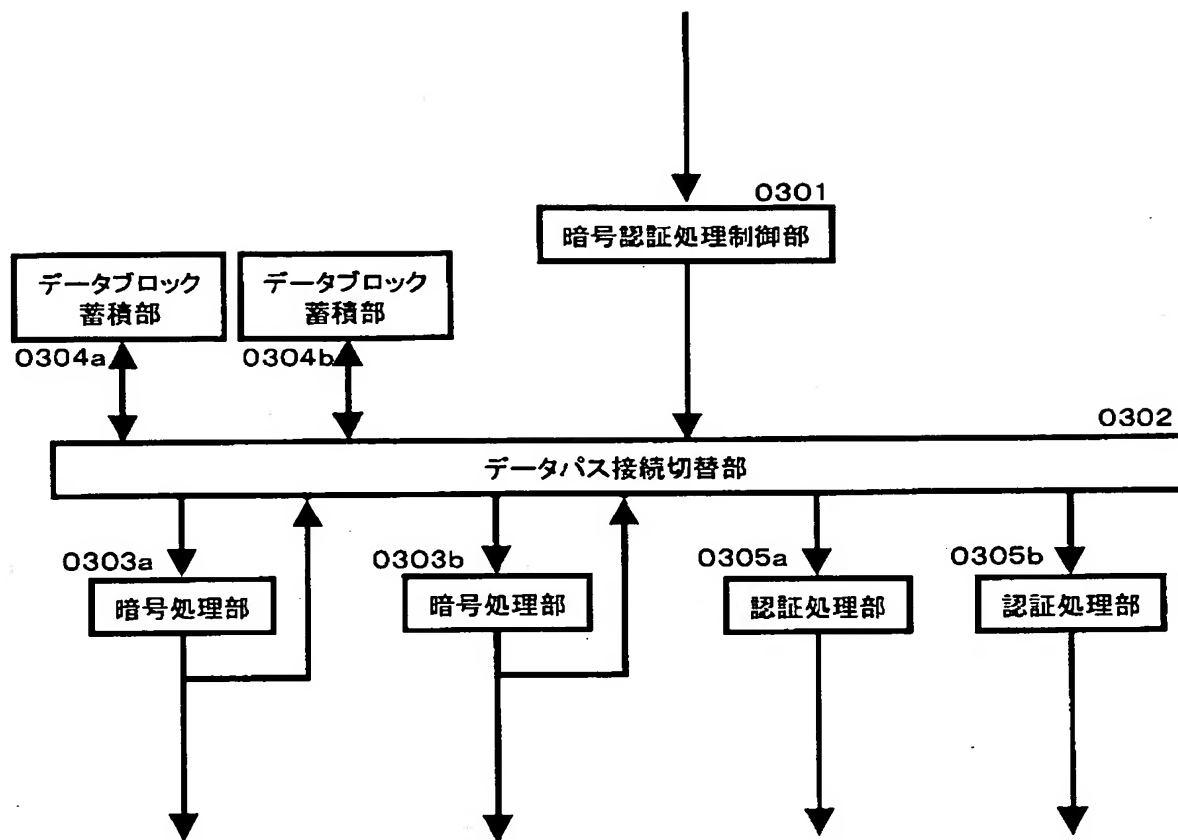 0301
暗号認証処理制御部
データブロック
蓄積部
データブロック
蓄積部
0304a
0304b
0302
データパス接続切替部
0303a
0303b
0305a
0305b
暗号処理部
暗号処理部
認証処理部
認証処理部